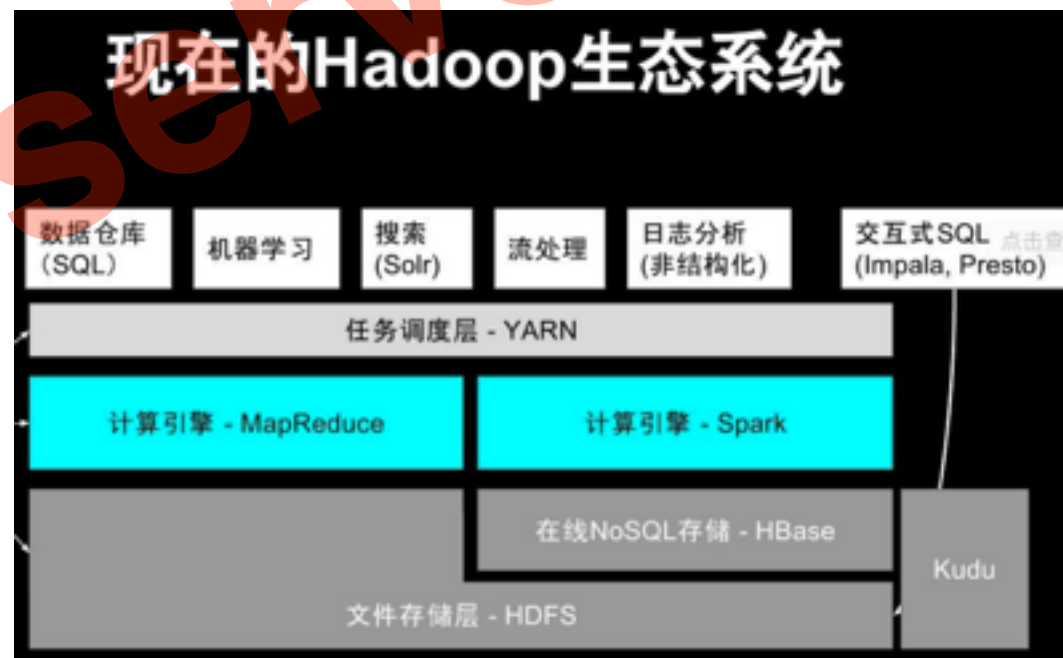 现在的Hadoop生态系统
数据仓库
（SQL）
机器学习
搜索
(Solr)
流处理
日志分析
(非结构化)
交互式SQL
(Impala, Presto)
点击查
任务调度层 - YARN
计算引擎 - MapReduce
计算引擎 - Spark
在线NoSQL存储 - HBase
Kudu
文件存储层 - HDFS
serv